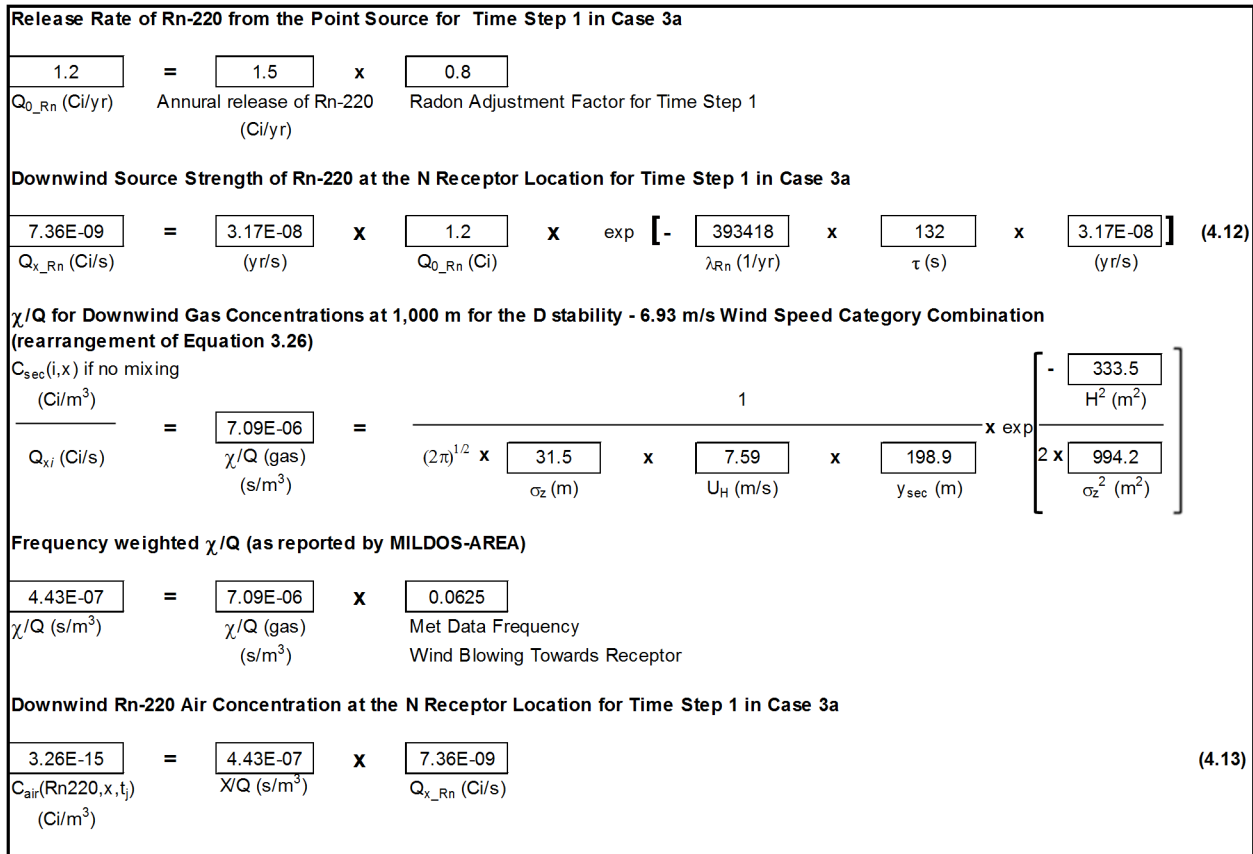 Release Rate of Rn-220 from the Point Source for Time Step 1 in Case 3a
1.2 = 1.5 x 0.8
Q0_Rn (Ci/yr) Annural release of Rn-220 Radon Adjustment Factor for Time Step 1
(Ci/yr)
Downwind Source Strength of Rn-220 at the N Receptor Location for Time Step 1 in Case 3a
7.36E-09 = 3.17E-08 x 1.2 x exp [- 393418 x 132 x 3.17E-08 ] (4.12)
Qx_Rn (Ci/s) (yr/s) Q0_Rn (Ci) λRn (1/yr) τ (s) (yr/s)
χ/Q for Downwind Gas Concentrations at 1,000 m for the D stability - 6.93 m/s Wind Speed Category Combination
(rearrangement of Equation 3.26)
Csec(i,x) if no mixing
- 333.5
(Ci/m³) 1 H² (m²)
= 7.09E-06 = x exp
Qxi (Ci/s) χ/Q (gas) (2π)^1/2 x 31.5 x 7.59 x 198.9 2 x 994.2
(s/m³) σz (m) UH (m/s) ysec (m) σz² (m²)
Frequency weighted χ/Q (as reported by MILDOS-AREA)
4.43E-07 = 7.09E-06 x 0.0625
χ/Q (s/m³) χ/Q (gas) Met Data Frequency
(s/m³) Wind Blowing Towards Receptor
Downwind Rn-220 Air Concentration at the N Receptor Location for Time Step 1 in Case 3a
3.26E-15 = 4.43E-07 x 7.36E-09 (4.13)
Cair(Rn220,x,tj) X/Q (s/m³) Qx_Rn (Ci/s)
(Ci/m³)